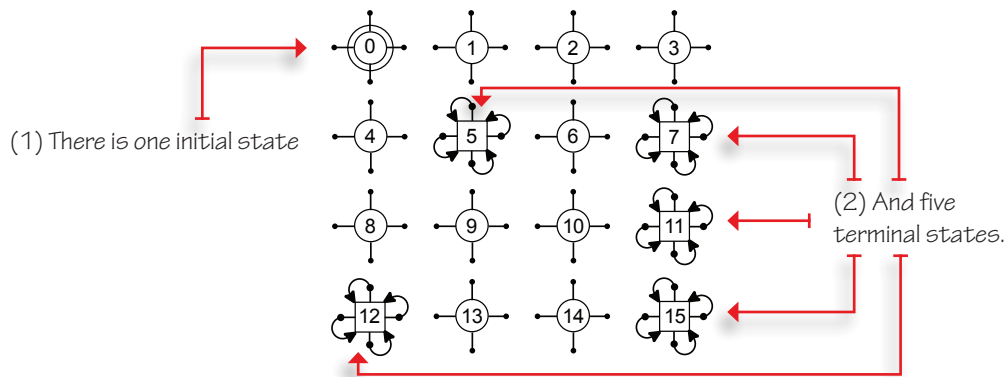 0 1 2 3
(1) There is one initial state
4 5 6 7
(2) And five
terminal states.
8 9 10 11
12 13 14 15